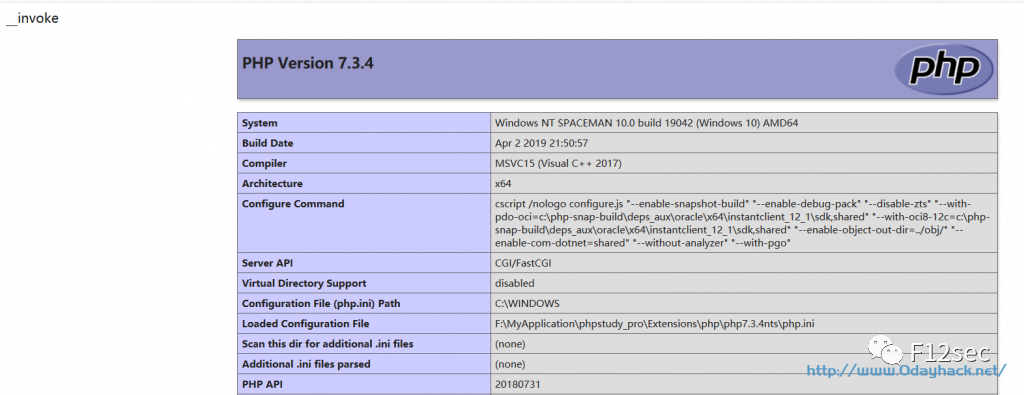 __invoke
PHP Version 7.3.4
php
System Windows NT SPACEMAN 10.0 build 19042 (Windows 10) AMD64
Build Date Apr 2 2019 21:50:57
Compiler MSVC15 (Visual C++ 2017)
Architecture x64
Configure Command cscript /nologo configure.js "--enable-snapshot-build" "--enable-debug-pack" "--disable-zts" "--with-
pdo-oci=c:\php-snap-build\deps_aux\oracle\x64\instantclient_12_1\sdk,shared" "--with-oci8-12c=c:\php-
snap-build\deps_aux\oracle\x64\instantclient_12_1\sdk,shared" "--enable-object-out-dir=../obj/" "--
enable-com-dotnet=shared" "--without-analyzer" "--with-pgo"
Server API CGI/FastCGI
Virtual Directory Support disabled
Configuration File (php.ini) Path C:\WINDOWS
Loaded Configuration File F:\MyApplication\phpstudy_pro\Extensions\php\php7.3.4nts\php.ini
Scan this dir for additional .ini files (none)
Additional .ini files parsed (none)
PHP API 20180731
F12sec
http://www.0dayhack.net/